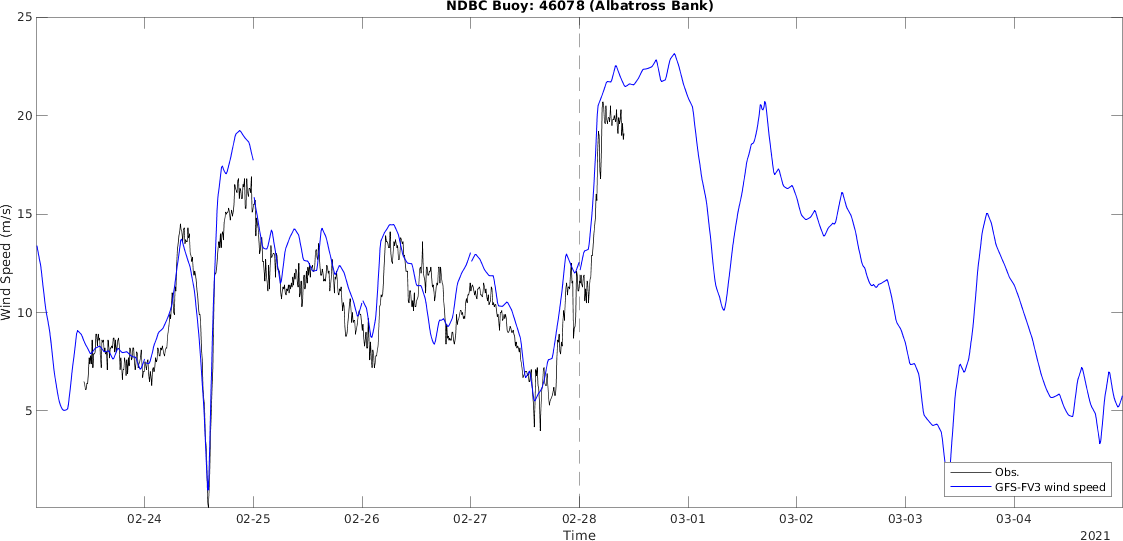 NDBC Buoy: 46078 (Albatross Bank)
25
20
15
10
5
Wind Speed (m/s)
02-24 02-25 02-26 02-27 02-28 03-01 03-02 03-03 03-04
Time
2021
Obs.
GFS-FV3 wind speed